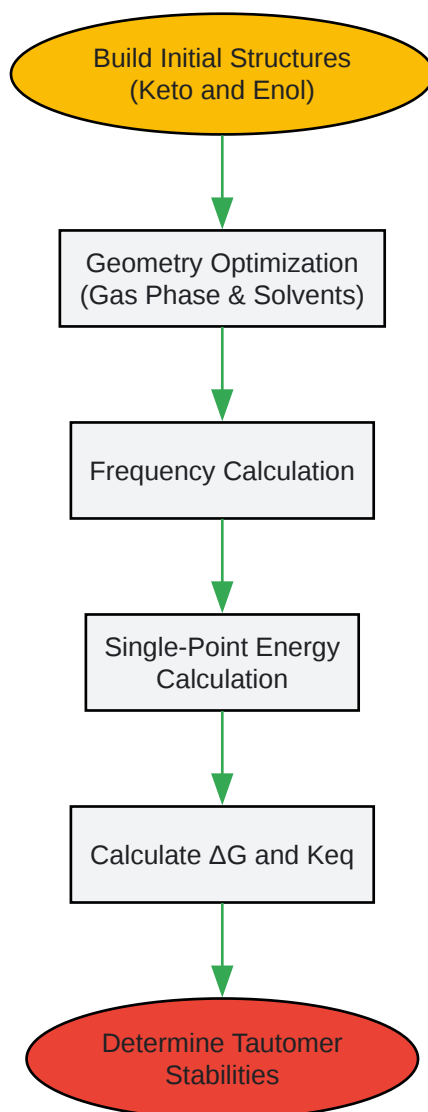 Build Initial Structures
(Keto and Enol)
Geometry Optimization
(Gas Phase & Solvents)
Frequency Calculation
Single-Point Energy
Calculation
Calculate ΔG and Keq
Determine Tautomer
Stabilities